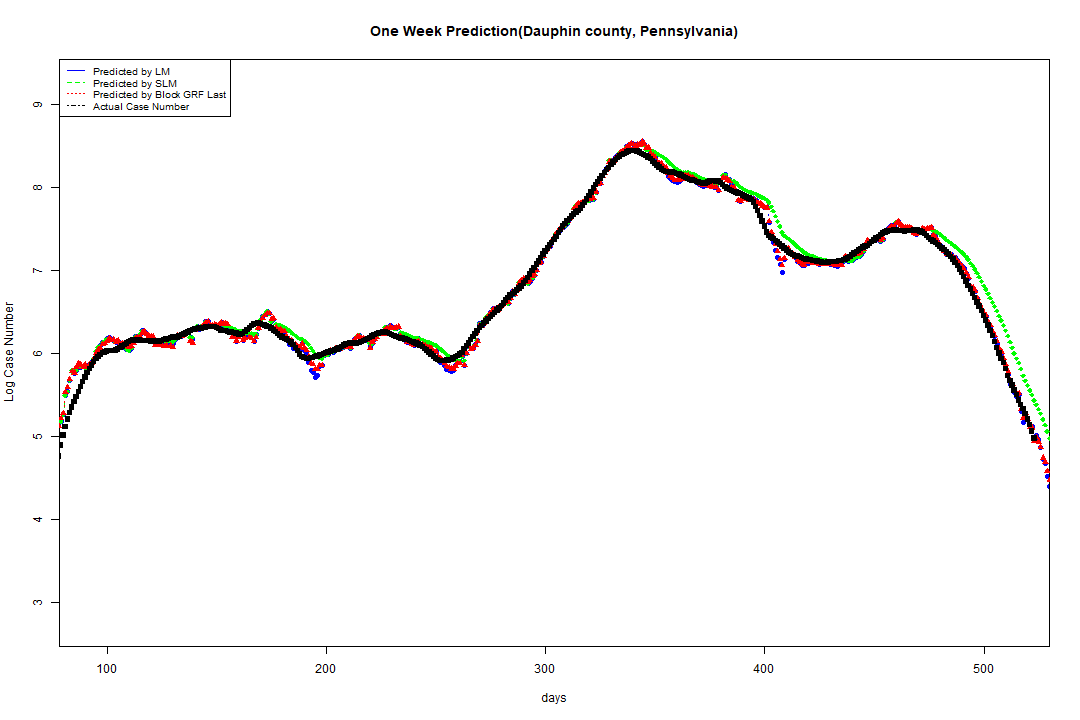 One Week Prediction(Dauphin county, Pennsylvania)
Predicted by LM
Predicted by SLM
Predicted by Block GRF Last
Actual Case Number
9
8
7
6
5
4
3
Log Case Number
100 200 300 400 500
days